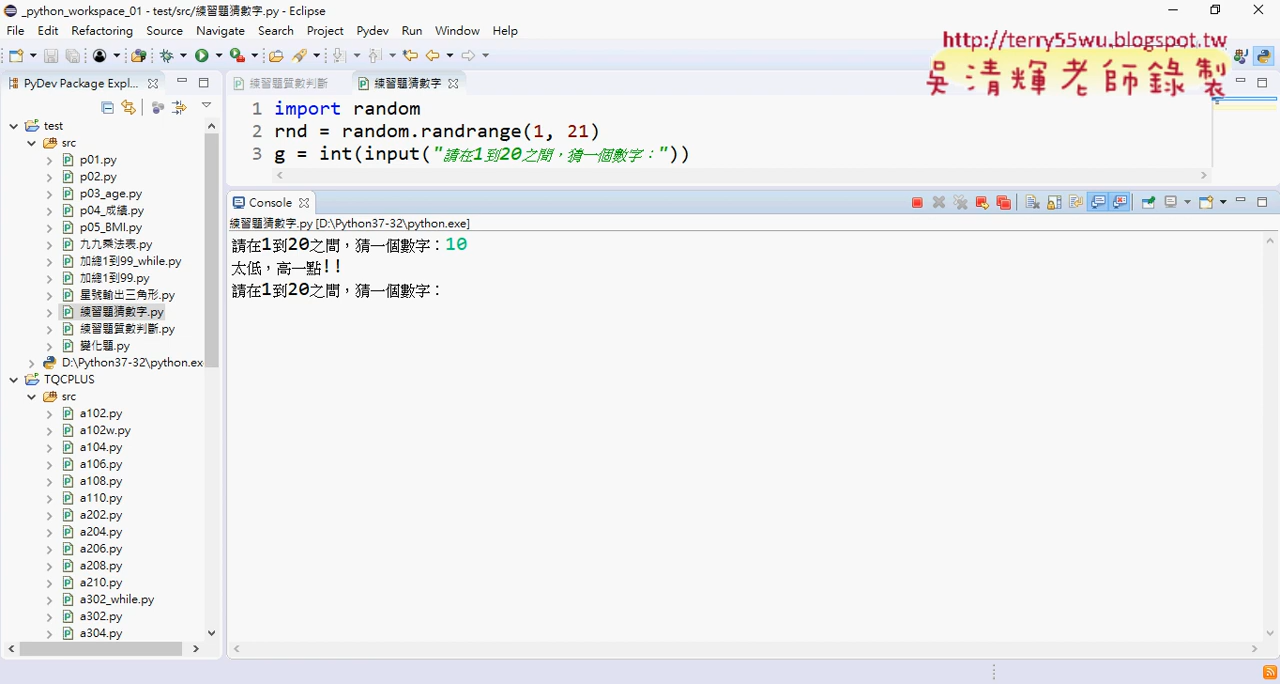 _python_workspace_01 - test/src/練習題猜數字.py - Eclipse
File Edit Refactoring Source Navigate Search Project Pydev Run Window Help
http://terry55wu.blogspot.tw
吳清輝老師錄製
PyDev Package Expl...
練習題質數判斷
練習題猜數字
1 import random
2 rnd = random.randrange(1, 21)
3 g = int(input("請在1到20之間，猜一個數字："))
test
src
p01.py
p02.py
p03_age.py
p04_成績.py
p05_BMI.py
九九乘法表.py
加總1到99_while.py
加總1到99.py
星號輸出三角形.py
練習題猜數字.py
練習題質數判斷.py
變化題.py
D:\Python37-32\python.ex
TQCPLUS
src
a102.py
a102w.py
a104.py
a106.py
a108.py
a110.py
a202.py
a204.py
a206.py
a208.py
a210.py
a302_while.py
a302.py
a304.py
Console
練習題猜數字.py [D:\Python37-32\python.exe]
請在1到20之間，猜一個數字：10
太低，高一點!!
請在1到20之間，猜一個數字：